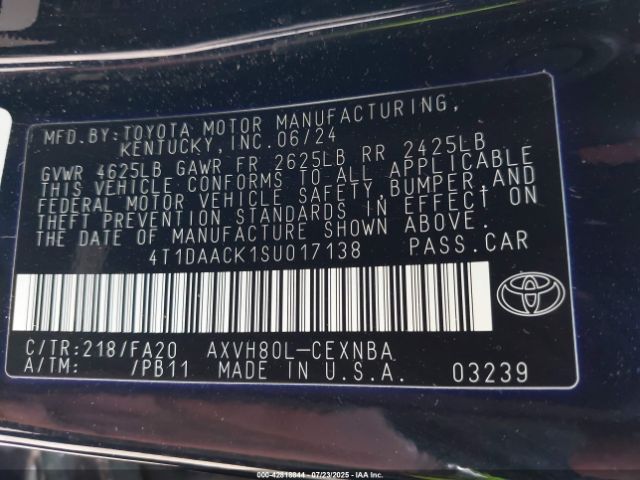 MFD.BY:TOYOTA MOTOR MANUFACTURING,
KENTUCKY, INC. 06/24
GVWR 4625LB GAWR FR 2625LB RR 2425LB
THIS VEHICLE CONFORMS TO ALL APPLICABLE
FEDERAL MOTOR VEHICLE SAFETY, BUMPER, AND
THEFT PREVENTION STANDARDS IN EFFECT ON
THE DATE OF MANUFACTURE SHOWN ABOVE.
4T1DAACK1SU017138 PASS.CAR
C/TR:218/FA20 AXVH80L-CEXNBA
A/TM: /PB11 MADE IN U.S.A. 03239
000-42818844 - 07/23/2025 - IAA Inc.